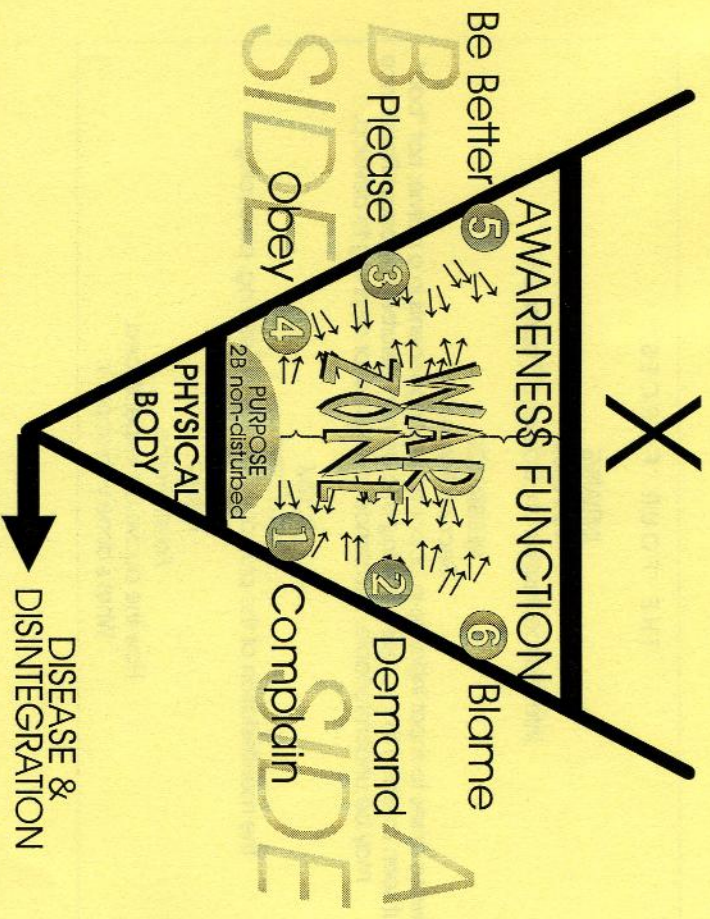 X
AWARENESS FUNCTION
B
SIDE
A
SIDE
Be Better
5
Please
3
Obey
4
WAR
ZONE
6
Blame
2
Demand
1
Complain
PURPOSE
2B non-disturbed
PHYSICAL
BODY
DISEASE &
DISINTEGRATION